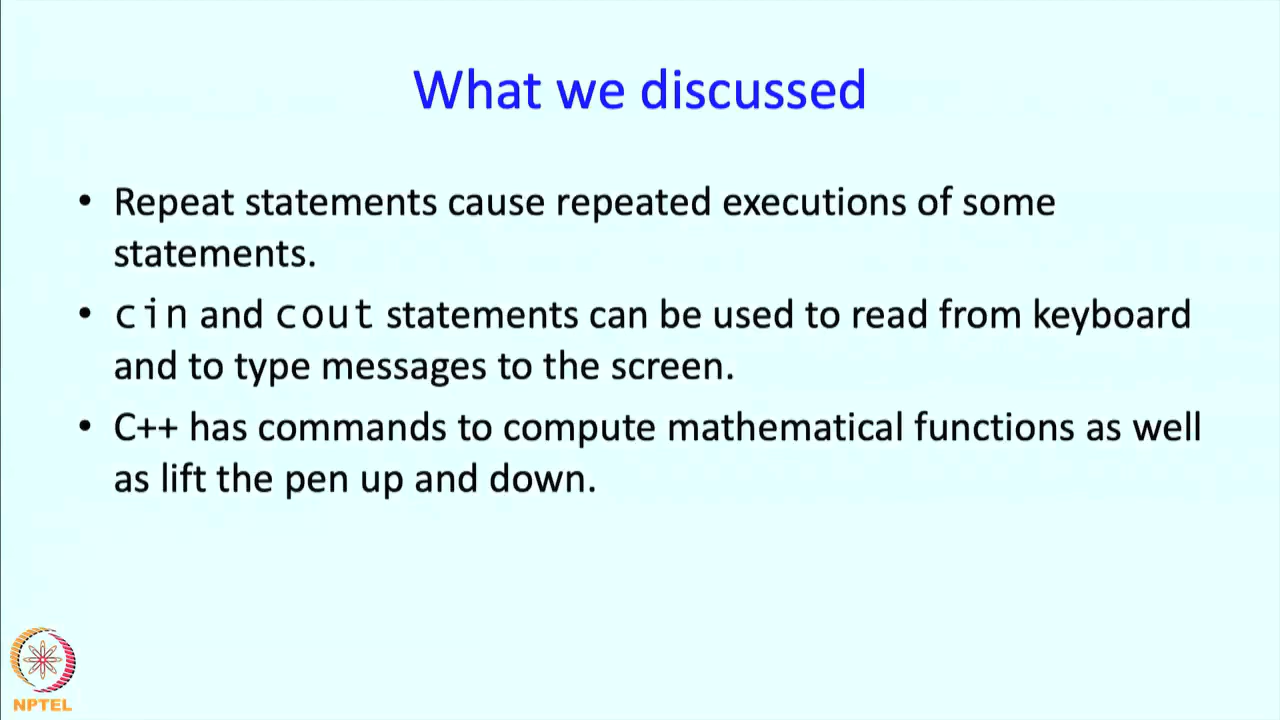 What we discussed
• Repeat statements cause repeated executions of some
statements.
• cin and cout statements can be used to read from keyboard
and to type messages to the screen.
• C++ has commands to compute mathematical functions as well
as lift the pen up and down.
NPTEL